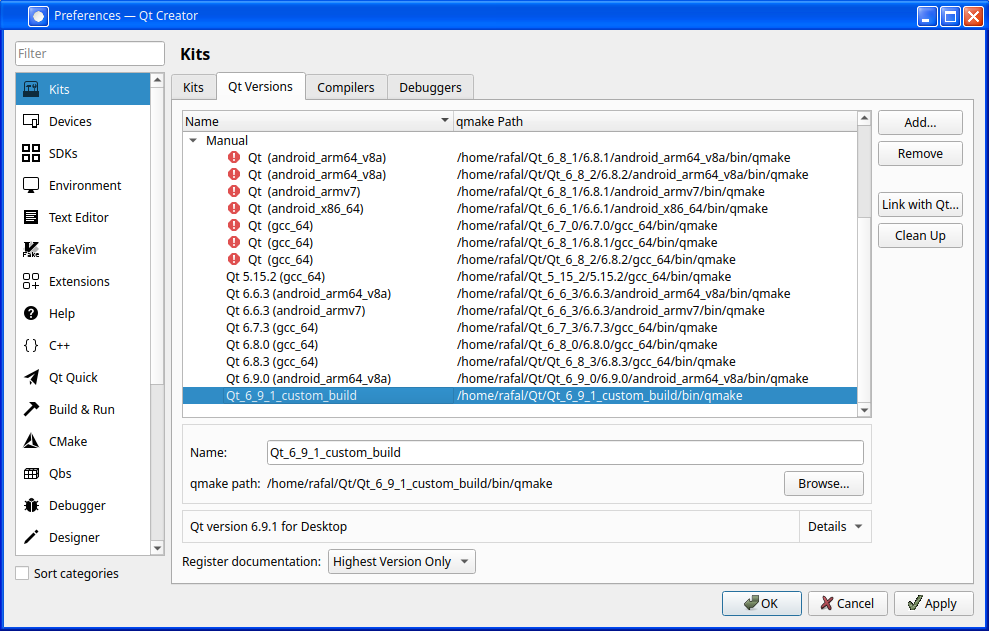 Preferences — Qt Creator
Filter
Kits
Devices
SDKs
Environment
Text Editor
FakeVim
Extensions
Help
C++
Qt Quick
Build & Run
CMake
Qbs
Debugger
Designer
Sort categories
Kits
Kits Qt Versions Compilers Debuggers
Name qmake Path
Manual
Qt (android_arm64_v8a) /home/rafal/Qt_6_8_1/6.8.1/android_arm64_v8a/bin/qmake
Qt (android_arm64_v8a) /home/rafal/Qt/Qt_6_8_2/6.8.2/android_arm64_v8a/bin/qmake
Qt (android_armv7) /home/rafal/Qt_6_8_1/6.8.1/android_armv7/bin/qmake
Qt (android_x86_64) /home/rafal/Qt_6_6_1/6.6.1/android_x86_64/bin/qmake
Qt (gcc_64) /home/rafal/Qt_6_7_0/6.7.0/gcc_64/bin/qmake
Qt (gcc_64) /home/rafal/Qt_6_8_1/6.8.1/gcc_64/bin/qmake
Qt (gcc_64) /home/rafal/Qt/Qt_6_8_2/6.8.2/gcc_64/bin/qmake
Qt 5.15.2 (gcc_64) /home/rafal/Qt_5_15_2/5.15.2/gcc_64/bin/qmake
Qt 6.6.3 (android_arm64_v8a) /home/rafal/Qt_6_6_3/6.6.3/android_arm64_v8a/bin/qmake
Qt 6.6.3 (android_armv7) /home/rafal/Qt_6_6_3/6.6.3/android_armv7/bin/qmake
Qt 6.7.3 (gcc_64) /home/rafal/Qt_6_7_3/6.7.3/gcc_64/bin/qmake
Qt 6.8.0 (gcc_64) /home/rafal/Qt_6_8_0/6.8.0/gcc_64/bin/qmake
Qt 6.8.3 (gcc_64) /home/rafal/Qt/Qt_6_8_3/6.8.3/gcc_64/bin/qmake
Qt 6.9.0 (android_arm64_v8a) /home/rafal/Qt/Qt_6_9_0/6.9.0/android_arm64_v8a/bin/qmake
Qt_6_9_1_custom_build /home/rafal/Qt/Qt_6_9_1_custom_build/bin/qmake
Add...
Remove
Link with Qt...
Clean Up
Name: Qt_6_9_1_custom_build
qmake path: /home/rafal/Qt/Qt_6_9_1_custom_build/bin/qmake Browse...
Qt version 6.9.1 for Desktop Details
Register documentation: Highest Version Only
OK Cancel Apply